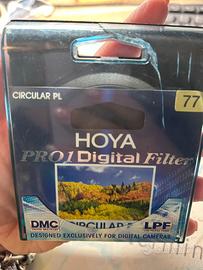 CIRCULAR PL
77
HOYA
PRO1 Digital Filter
DMC
CIRCULAR
LPF
DESIGNED EXCLUSIVELY FOR DIGITAL CAMERAS